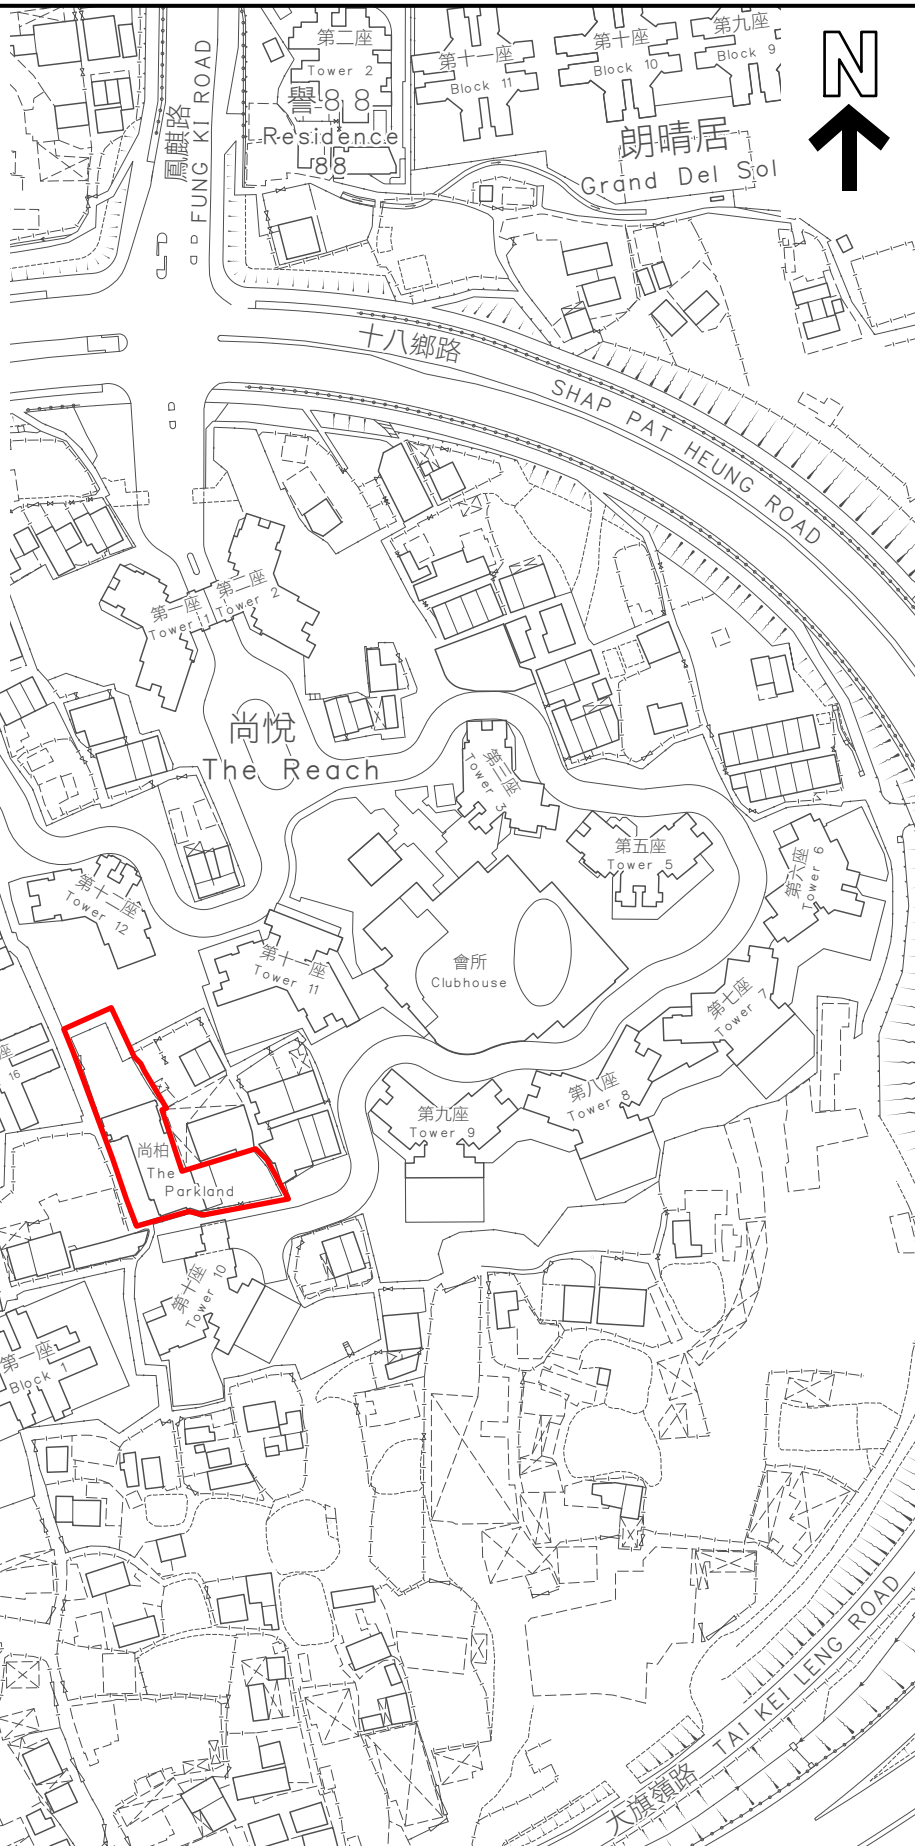 第二座
Tower 2
譽88
Residence
88
第十一座
Block 11
第十座
Block 10
第九座
Block 9
N
朗晴居
Grand Del Sol
鳳麒路
FUNG KI ROAD
十八鄉路
SHAP PAT HEUNG ROAD
第一座
Tower 1
第二座
Tower 2
尚悅
The Reach
第三座
Tower 3
第五座
Tower 5
第六座
Tower 6
第十二座
Tower 12
第十一座
Tower 11
會所
Clubhouse
第七座
Tower 7
座
16
第八座
Tower 8
第九座
Tower 9
尚柏
The
Parkland
第十座
Tower 10
第一座
Block 1
大旗嶺路
TAI KEI LENG ROAD